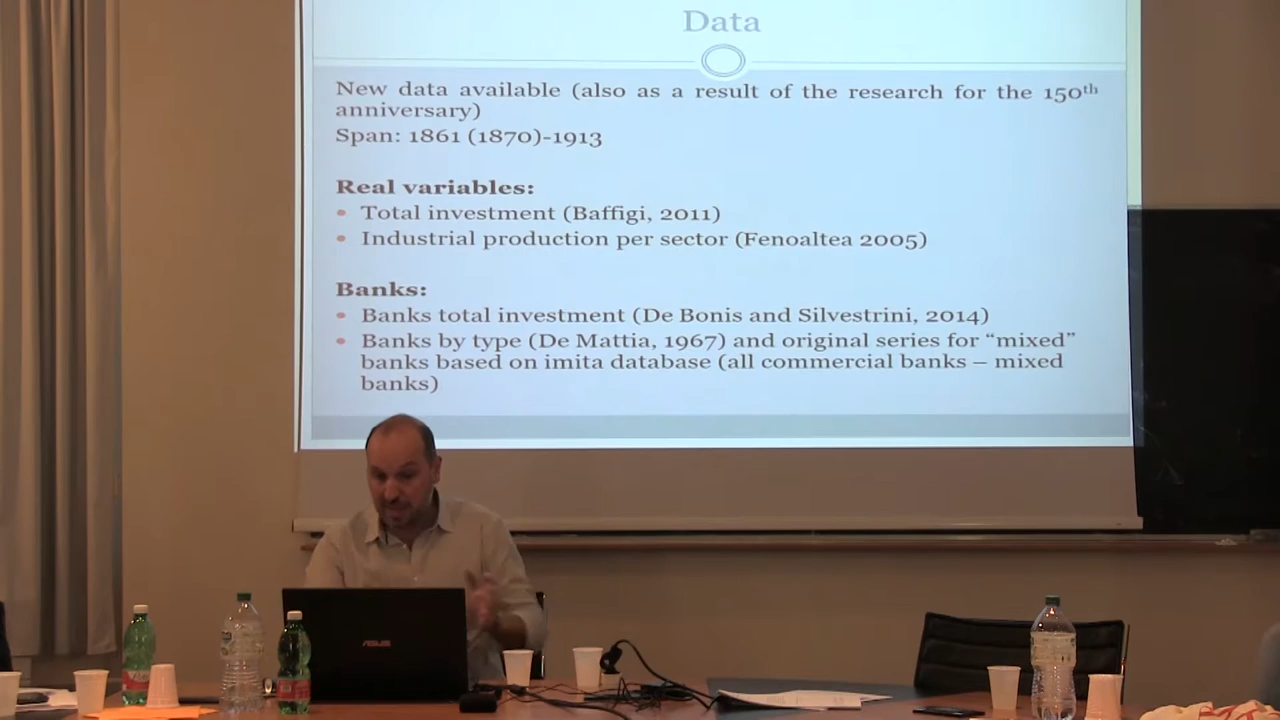 Data
New data available (also as a result of the research for the 150th
anniversary)
Span: 1861 (1870)-1913
Real variables:
• Total investment (Baffigi, 2011)
• Industrial production per sector (Fenoaltea 2005)
Banks:
• Banks total investment (De Bonis and Silvestrini, 2014)
• Banks by type (De Mattia, 1967) and original series for “mixed”
banks based on imita database (all commercial banks – mixed
banks)
ASUS